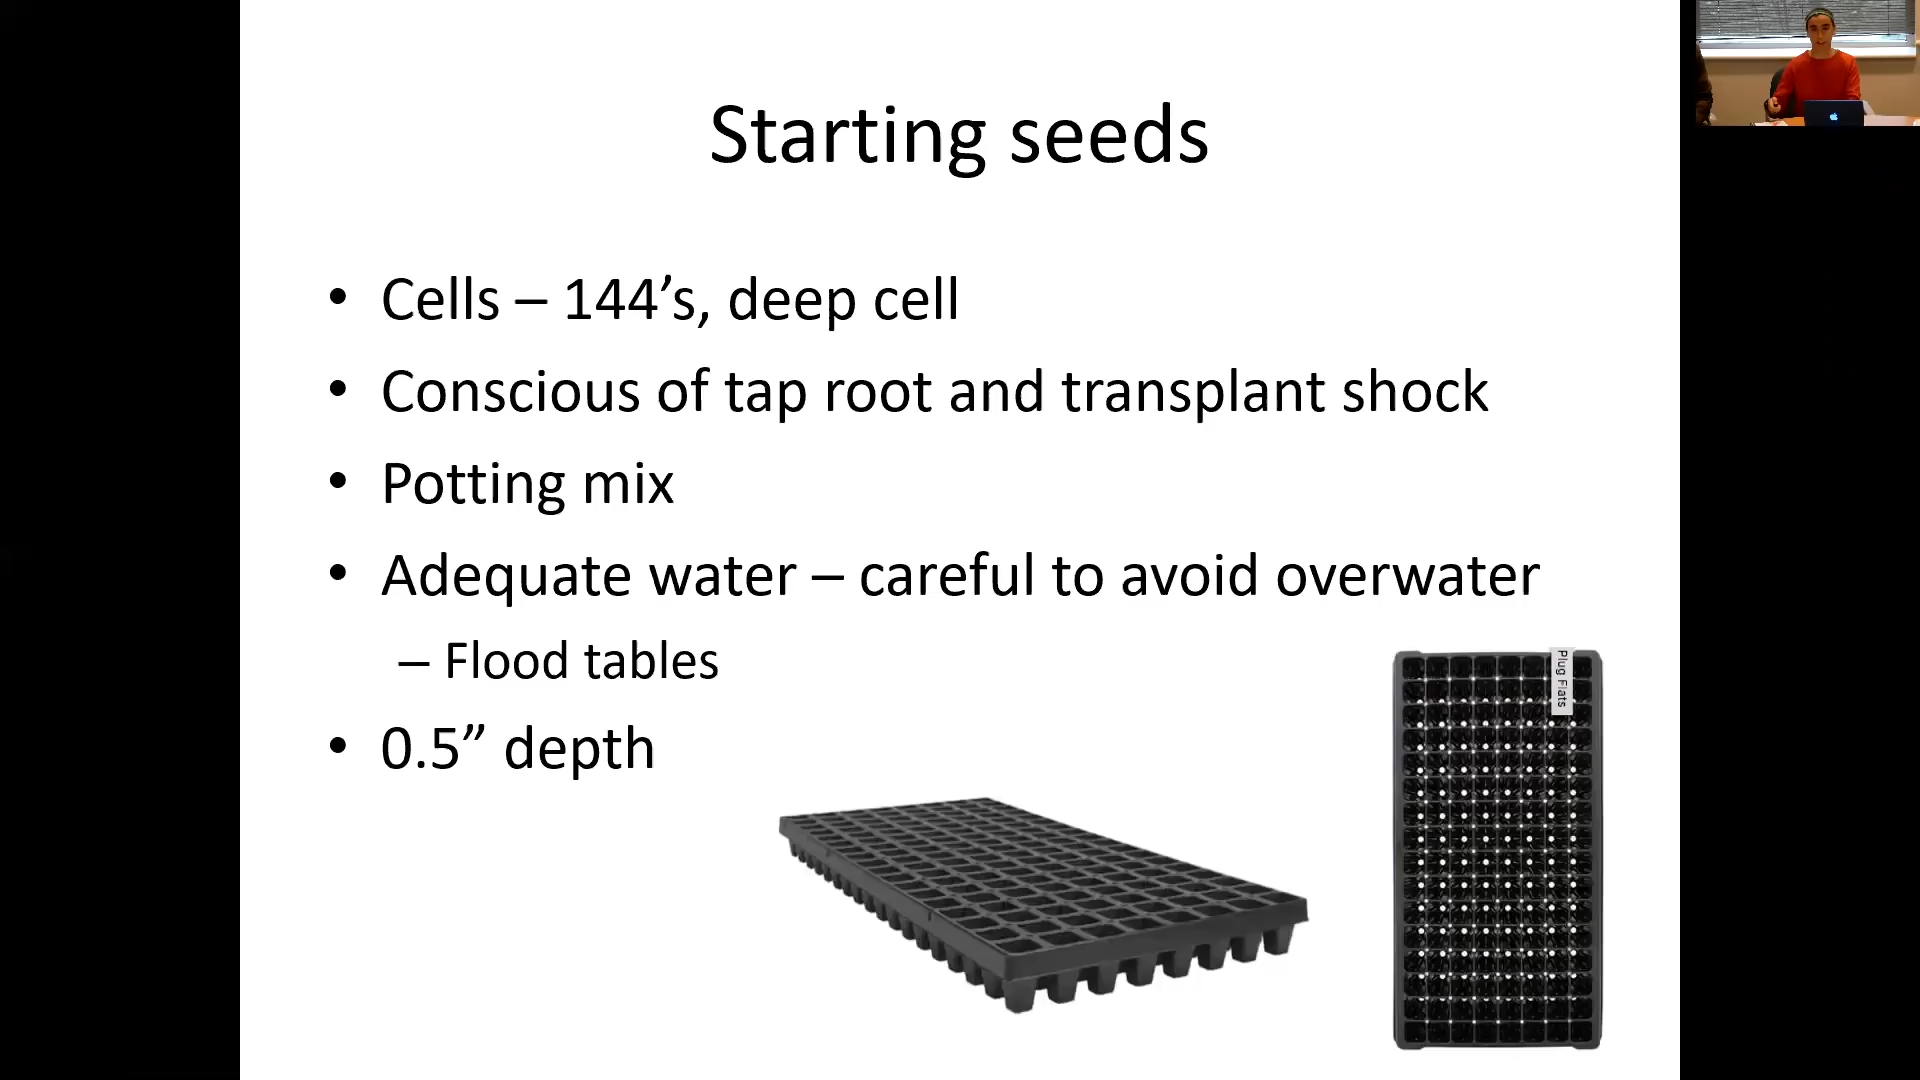 Starting seeds
• Cells – 144’s, deep cell
• Conscious of tap root and transplant shock
• Potting mix
• Adequate water – careful to avoid overwater
– Flood tables
• 0.5” depth
Plug Flats